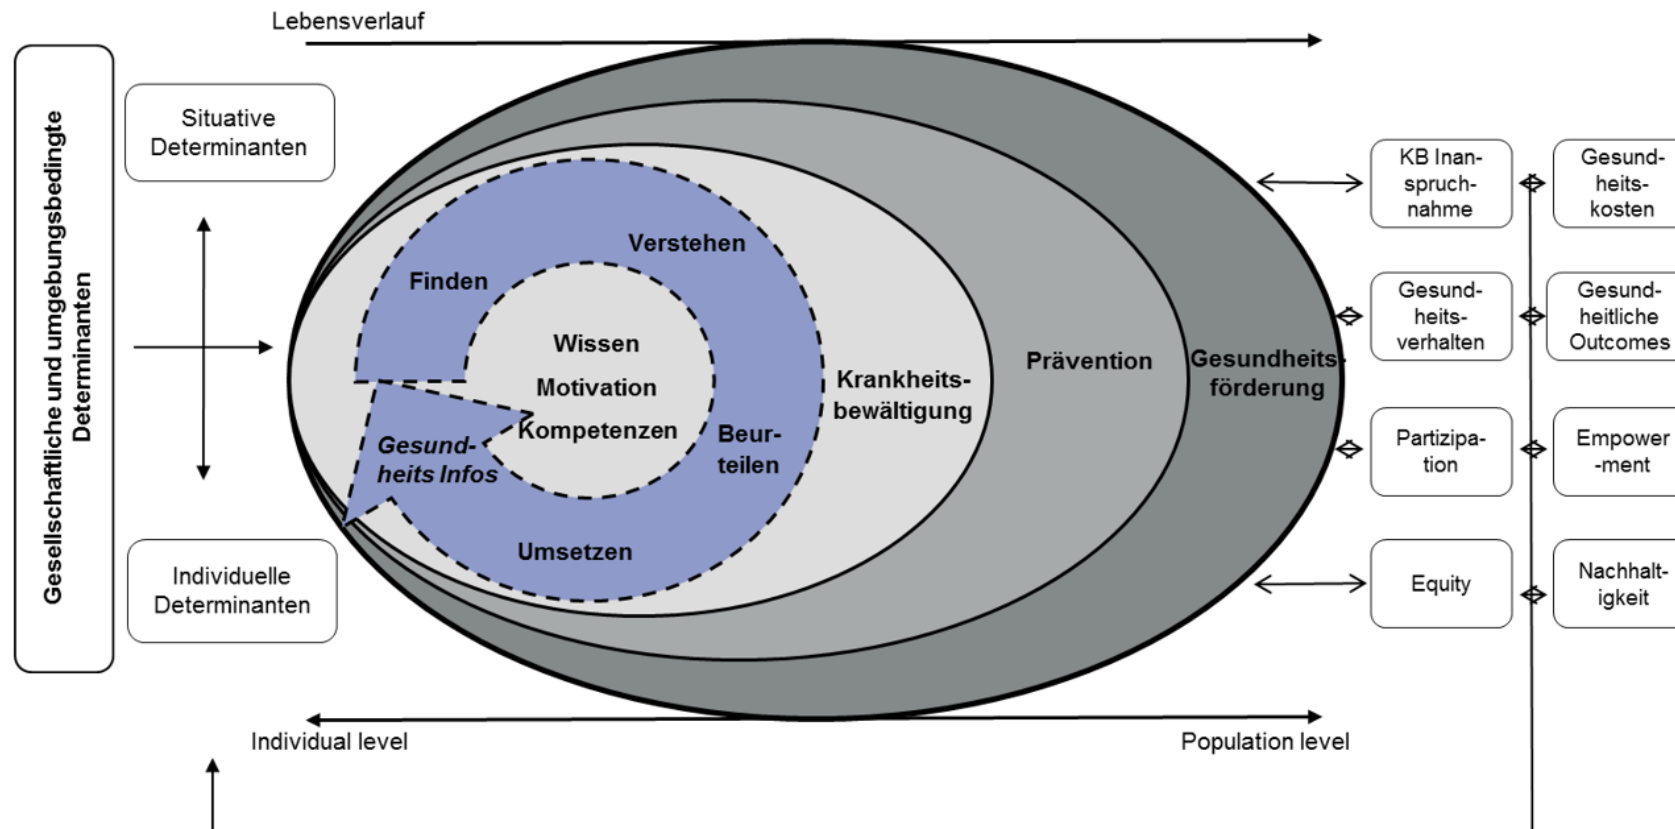 Lebensverlauf
Gesellschaftliche und umgebungsbedingte
Determinanten
Situative
Determinanten
Individuelle
Determinanten
Finden
Verstehen
Beur-
teilen
Umsetzen
Gesund-
heits Infos
Wissen
Motivation
Kompetenzen
Krankheits-
bewältigung
Prävention
Gesundheits-
förderung
KB Inan-
spruch-
nahme
Gesund-
heits-
kosten
Gesund-
heits-
verhalten
Gesund-
heitliche
Outcomes
Partizipa-
tion
Empower
-ment
Equity
Nachhalt-
igkeit
Individual level
Population level